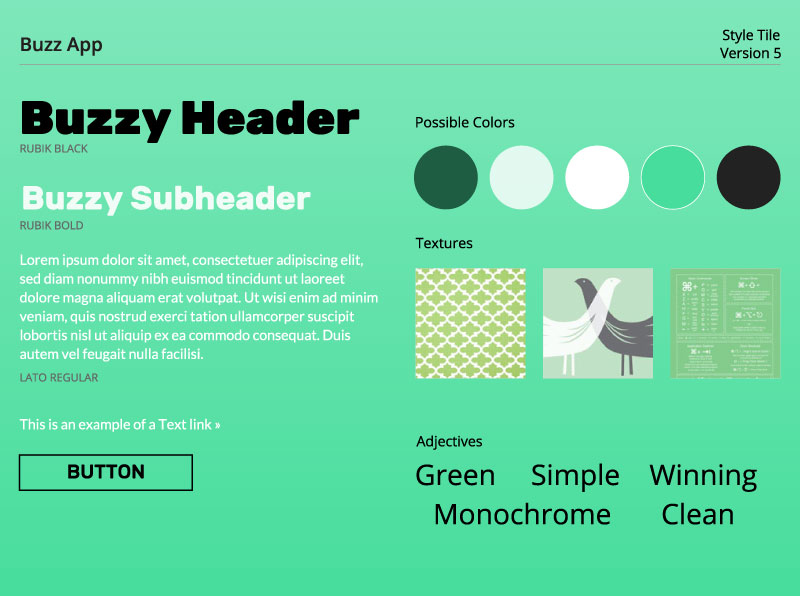 Buzz App
Style Tile
Version 5
Buzzy Header
RUBIK BLACK
Buzzy Subheader
RUBIK BOLD
Lorem ipsum dolor sit amet, consectetuer adipiscing elit,
sed diam nonummy nibh euismod tincidunt ut laoreet
dolore magna aliquam erat volutpat. Ut wisi enim ad minim
veniam, quis nostrud exerci tation ullamcorper suscipit
lobortis nisl ut aliquip ex ea commodo consequat. Duis
autem vel feugait nulla facilisi.
LATO REGULAR
This is an example of a Text link »
BUTTON
Possible Colors
Textures
Adjectives
Green Simple Winning
Monochrome Clean